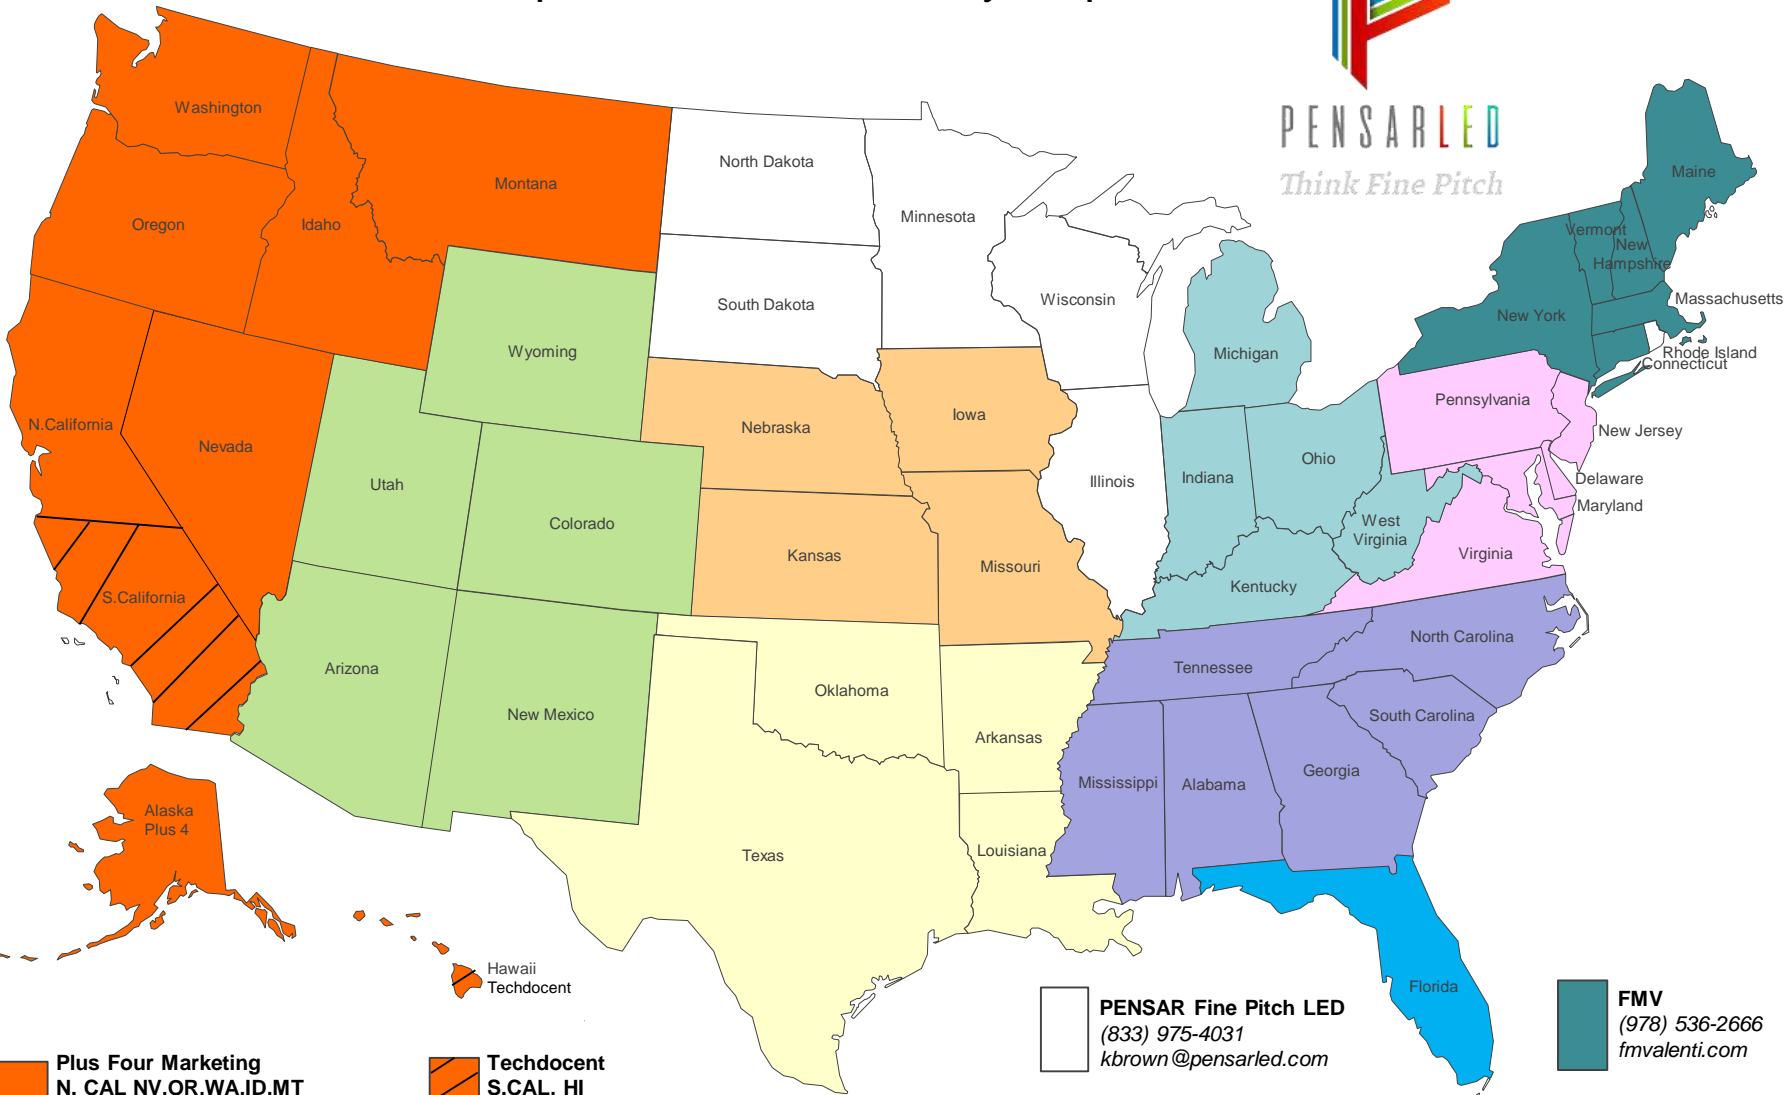 PENSARLED
Think Fine Pitch
Washington
Oregon
Idaho
Montana
North Dakota
South Dakota
Minnesota
Wisconsin
Michigan
Maine
Vermont
New
Hampshire
Massachusetts
New York
Rhode Island
Connecticut
Wyoming
N.California
Nevada
Utah
Colorado
Nebraska
Iowa
Illinois
Indiana
Ohio
Pennsylvania
New Jersey
Delaware
Maryland
West
Virginia
Virginia
Kansas
Missouri
Kentucky
S.California
Arizona
New Mexico
Oklahoma
Arkansas
Tennessee
North Carolina
South Carolina
Mississippi
Alabama
Georgia
Texas
Louisiana
Florida
Alaska
Plus 4
Hawaii
Techdocent
Plus Four Marketing
N. CAL NV,OR,WA,ID,MT
Techdocent
S.CAL, HI
PENSAR Fine Pitch LED
(833) 975-4031
kbrown@pensarled.com
FMV
(978) 536-2666
fmvalenti.com